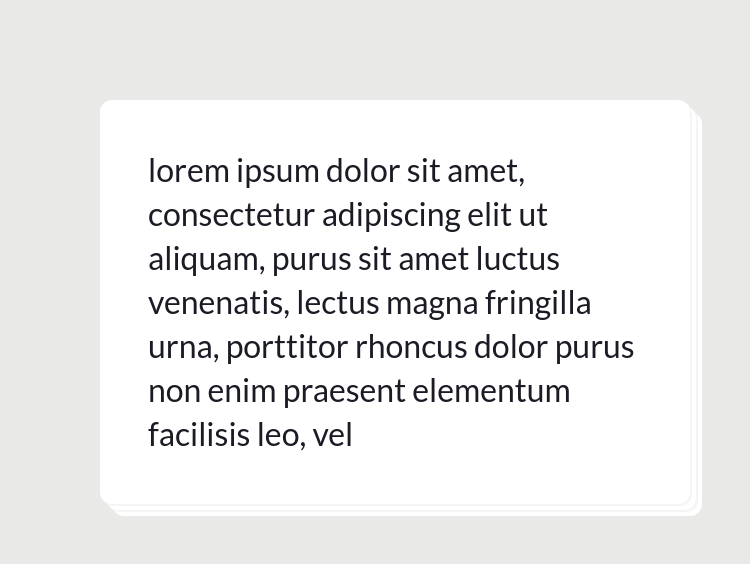 lorem ipsum dolor sit amet,
consectetur adipiscing elit ut
aliquam, purus sit amet luctus
venenatis, lectus magna fringilla
urna, porttitor rhoncus dolor purus
non enim praesent elementum
facilisis leo, vel